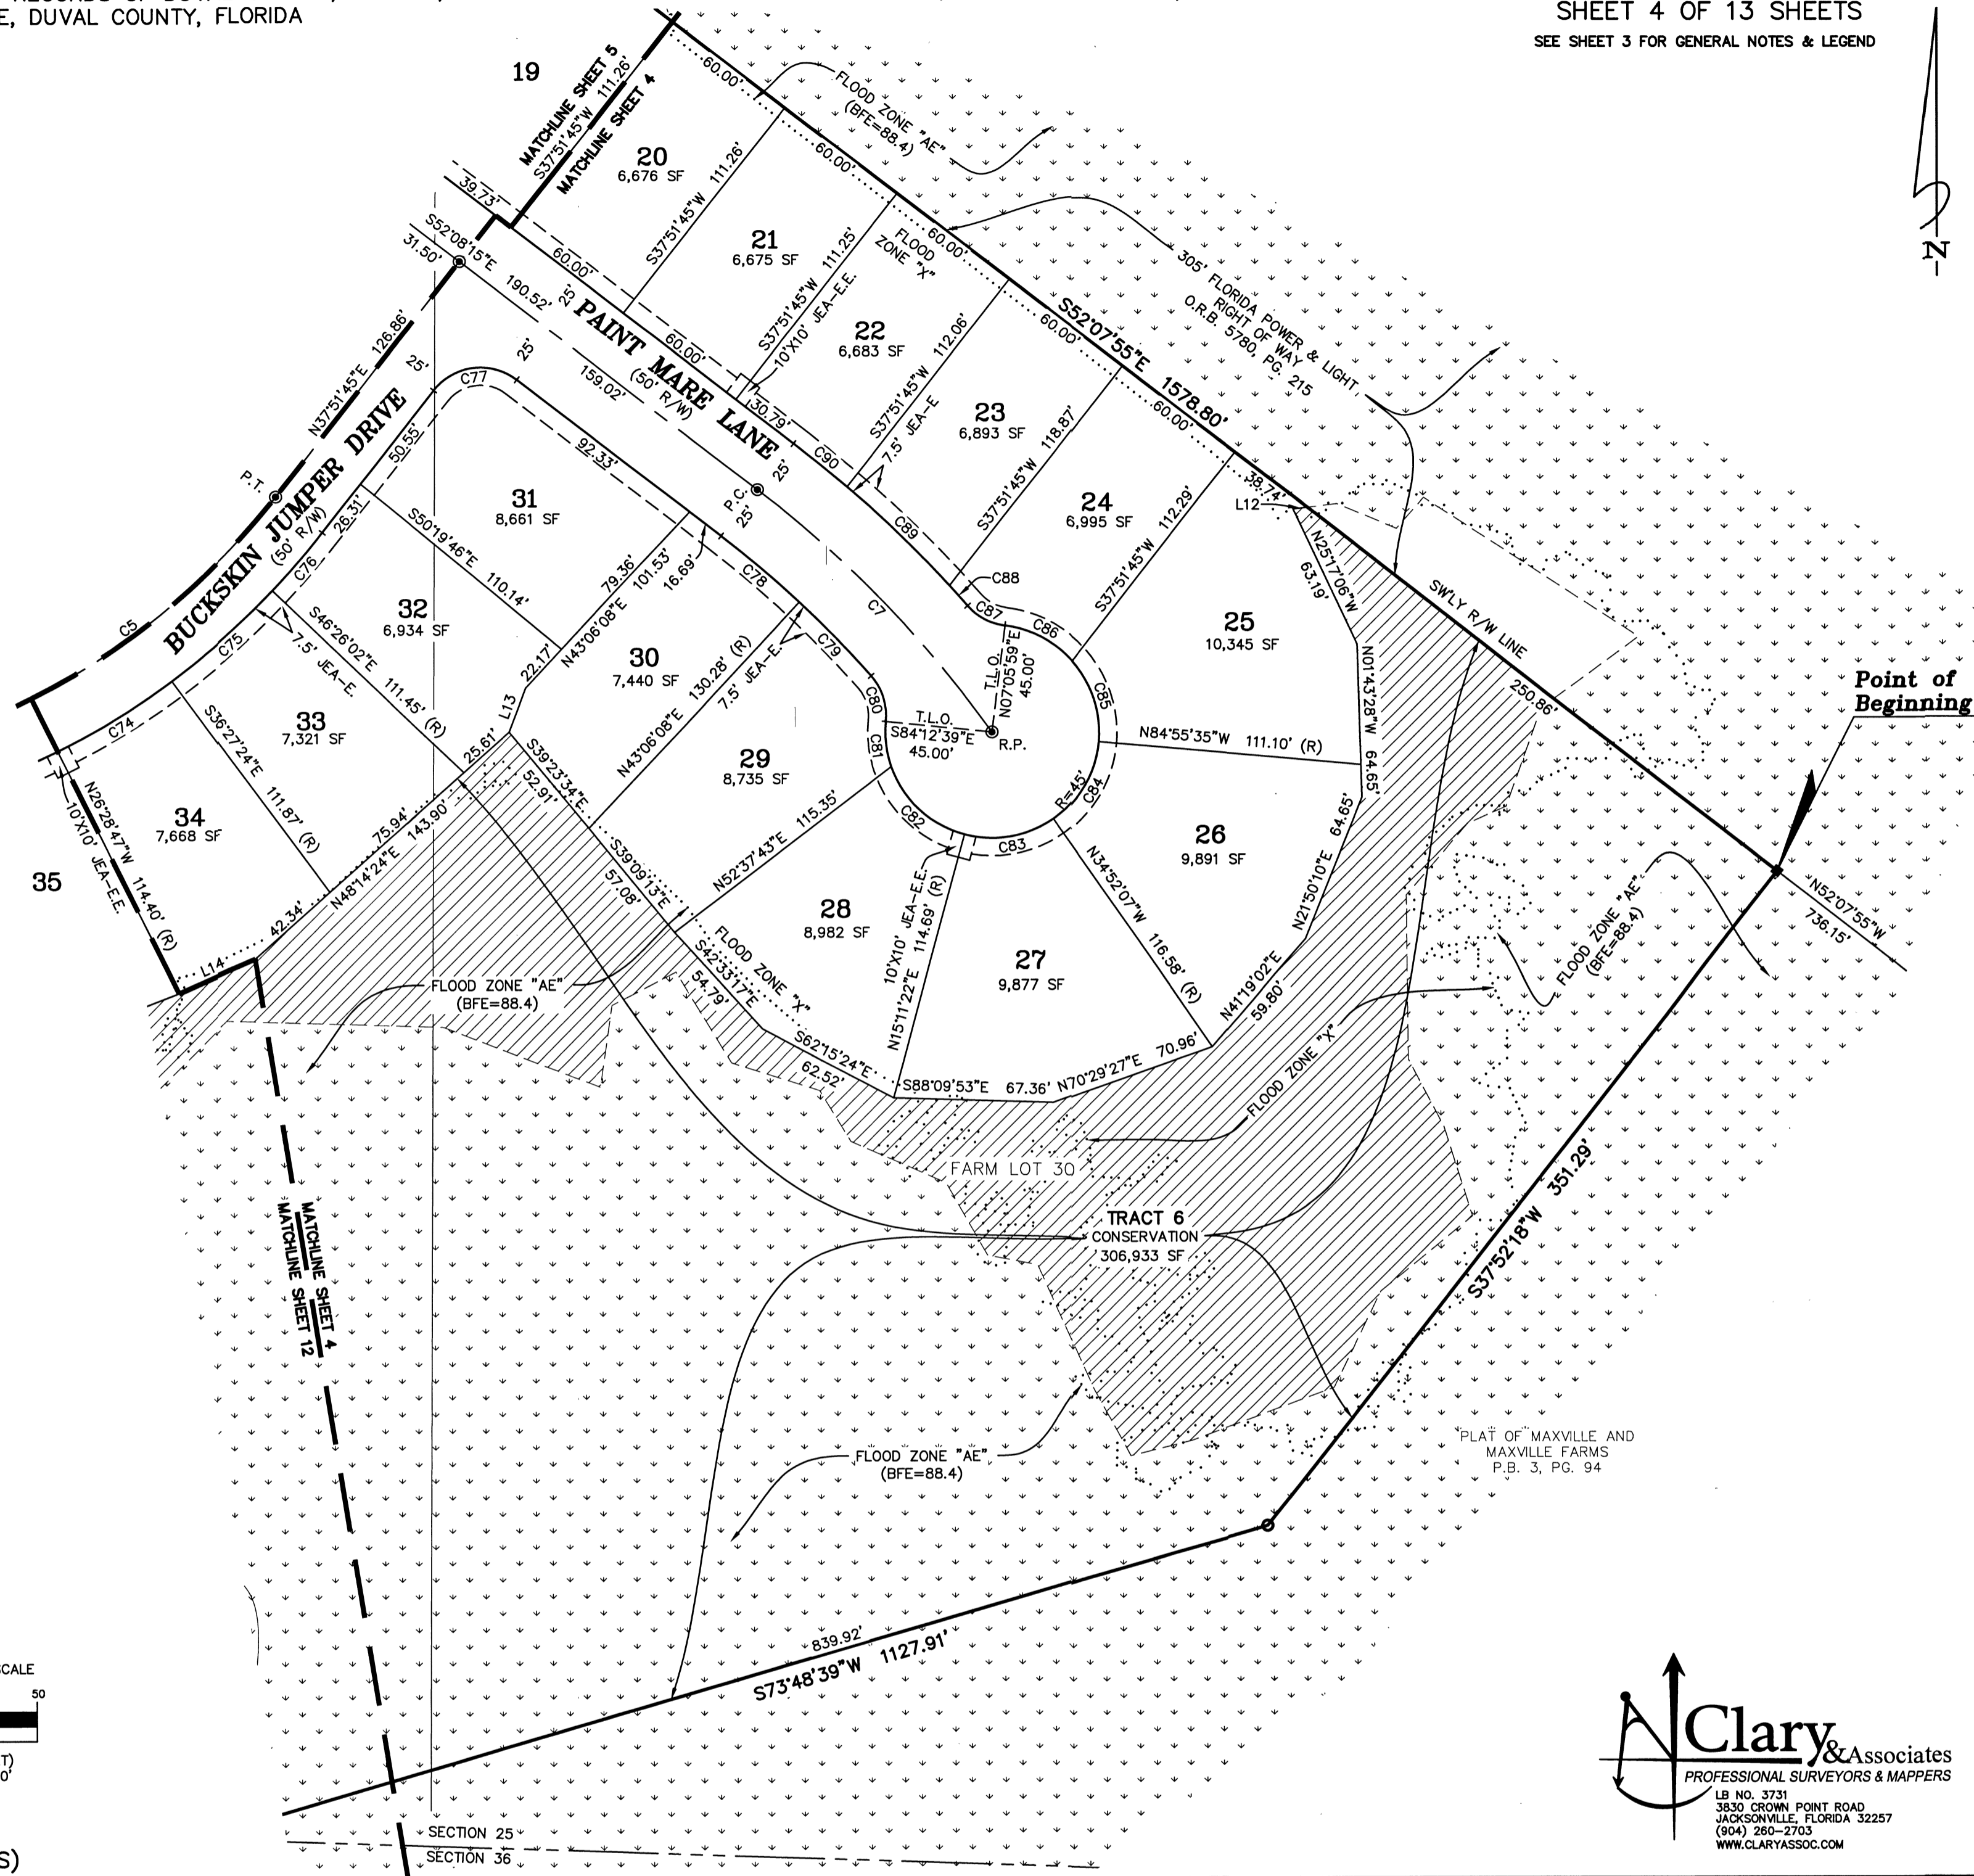 E, DUVAL COUNTY, FLORIDA
SHEET 4 OF 13 SHEETS
SEE SHEET 3 FOR GENERAL NOTES & LEGEND
N
19
MATCHLINE SHEET 5
S37°51'45"W 111.26'
MATCHLINE SHEET 4
60.00'
FLOOD ZONE "AE"
(BFE=88.4)
20
6,676 SF
S37°51'45"W 111.26'
60.00'
39.73'
S52°08'15"E
31.50'
190.52'
60.00'
25'
21
6,675 SF
S37°51'45"W 111.25'
10'X10' JEA-E.E.
FLOOD
ZONE "X"
60.00'
305' FLORIDA POWER & LIGHT
RIGHT OF WAY
O.R.B. 5780, PG. 215
S52°07'55"E 1578.80'
PAINT MARE LANE
(50' R/W)
60.00'
159.02'
30.79'
22
6,683 SF
S37°51'45"W 112.06'
7.5' JEA-E
60.00'
23
6,893 SF
S37°51'45"W 118.87'
60.00'
24
6,995 SF
S37°51'45"W 112.29'
38.74'
L12
N25°17'06"W
63.19'
N37°51'45"E 126.86'
25'
25'
C77
P.T.
BUCKSKIN JUMPER DRIVE
(50' R/W)
50.55'
26.31'
92.33'
31
8,661 SF
P.C.
25'
25'
C90
C89
C88
C87
C86
C5
C76
C75
C74
S50°19'46"E 110.14'
79.36'
N43°06'08"E 101.53'
16.69'
C78
C7
25
10,345 SF
SW'LY R/W LINE
250.86'
N01°43'28"W 64.65'
Point of
Beginning
32
6,934 SF
S46°26'02"E 111.45' (R)
7.5' JEA-E.
22.17'
L13
30
7,440 SF
N43°06'08"E 130.28' (R)
7.5' JEA-E.
C79
C80
C81
T.L.O.
N07°05'59"E
45.00'
T.L.O.
S84°12'39"E
45.00'
R.P.
C85
N84°55'35"W 111.10' (R)
33
7,321 SF
S36°27'24"E 111.87' (R)
25.61'
S39°23'34"E
52.91'
29
8,735 SF
N52°37'43"E 115.35'
C82
C83
C84
R=45'
64.65'
N21°50'10"E
26
9,891 SF
N52°07'55"W
736.15'
34
7,668 SF
N26°28'47"W 114.40' (R)
10'X10' JEA-E.E.
35
75.94'
N48°14'24"E 143.90'
42.34'
L14
S39°09'13"E
57.08'
28
8,982 SF
10'X10' JEA-E.E.
N15°11'22"E 114.69' (R)
N34°52'07"W 116.58' (R)
FLOOD ZONE "AE"
(BFE=88.4)
FLOOD ZONE "AE"
(BFE=88.4)
FLOOD ZONE "X"
S42°33'17"E
54.79'
27
9,877 SF
N41°19'02"E
59.80'
S62°15'24"E
62.52'
S88°09'53"E 67.36'
N70°29'27"E 70.96'
FLOOD ZONE "X"
FARM LOT 30
TRACT 6
CONSERVATION
306,933 SF
MATCHLINE SHEET 4
MATCHLINE SHEET 12
S37°52'18"W 351.29'
FLOOD ZONE "AE"
(BFE=88.4)
PLAT OF MAXVILLE AND
MAXVILLE FARMS
P.B. 3, PG. 94
839.92'
S73°48'39"W 1127.91'
50
SECTION 25
SECTION 36
Clary
& Associates
PROFESSIONAL SURVEYORS & MAPPERS
LB NO. 3731
3830 CROWN POINT ROAD
JACKSONVILLE, FLORIDA 32257
(904) 260-2703
WWW.CLARYASSOC.COM